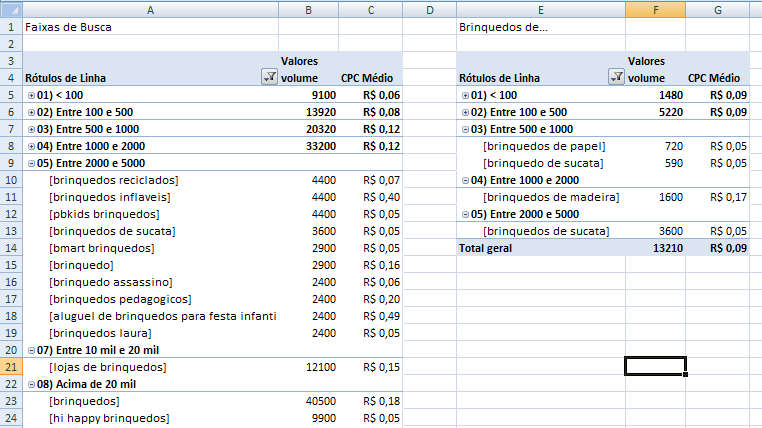 A B C D E F G
1 Faixas de Busca Brinquedos de...
2
3 Valores Valores
4 Rótulos de Linha volume CPC Médio Rótulos de Linha volume CPC Médio
5 01) < 100 9100 R$ 0,06 01) < 100 1480 R$ 0,09
6 02) Entre 100 e 500 13920 R$ 0,08 02) Entre 100 e 500 5220 R$ 0,09
7 03) Entre 500 e 1000 20320 R$ 0,12 03) Entre 500 e 1000
8 04) Entre 1000 e 2000 33200 R$ 0,12 [brinquedos de papel] 720 R$ 0,05
9 05) Entre 2000 e 5000 [brinquedo de sucata] 590 R$ 0,05
10 [brinquedos reciclados] 4400 R$ 0,07 04) Entre 1000 e 2000
11 [brinquedos inflaveis] 4400 R$ 0,40 [brinquedos de madeira] 1600 R$ 0,17
12 [pbkids brinquedos] 4400 R$ 0,05 05) Entre 2000 e 5000
13 [brinquedos de sucata] 3600 R$ 0,05 [brinquedos de sucata] 3600 R$ 0,05
14 [bmart brinquedos] 2900 R$ 0,05 Total geral 13210 R$ 0,09
15 [brinquedo] 2900 R$ 0,16
16 [brinquedo assassino] 2400 R$ 0,06
17 [brinquedos pedagogicos] 2400 R$ 0,20
18 [aluguel de brinquedos para festa infanti 2400 R$ 0,49
19 [brinquedos laura] 2400 R$ 0,05
20 07) Entre 10 mil e 20 mil
21 [lojas de brinquedos] 12100 R$ 0,15
22 08) Acima de 20 mil
23 [brinquedos] 40500 R$ 0,18
24 [hi happy brinquedos] 9900 R$ 0,05